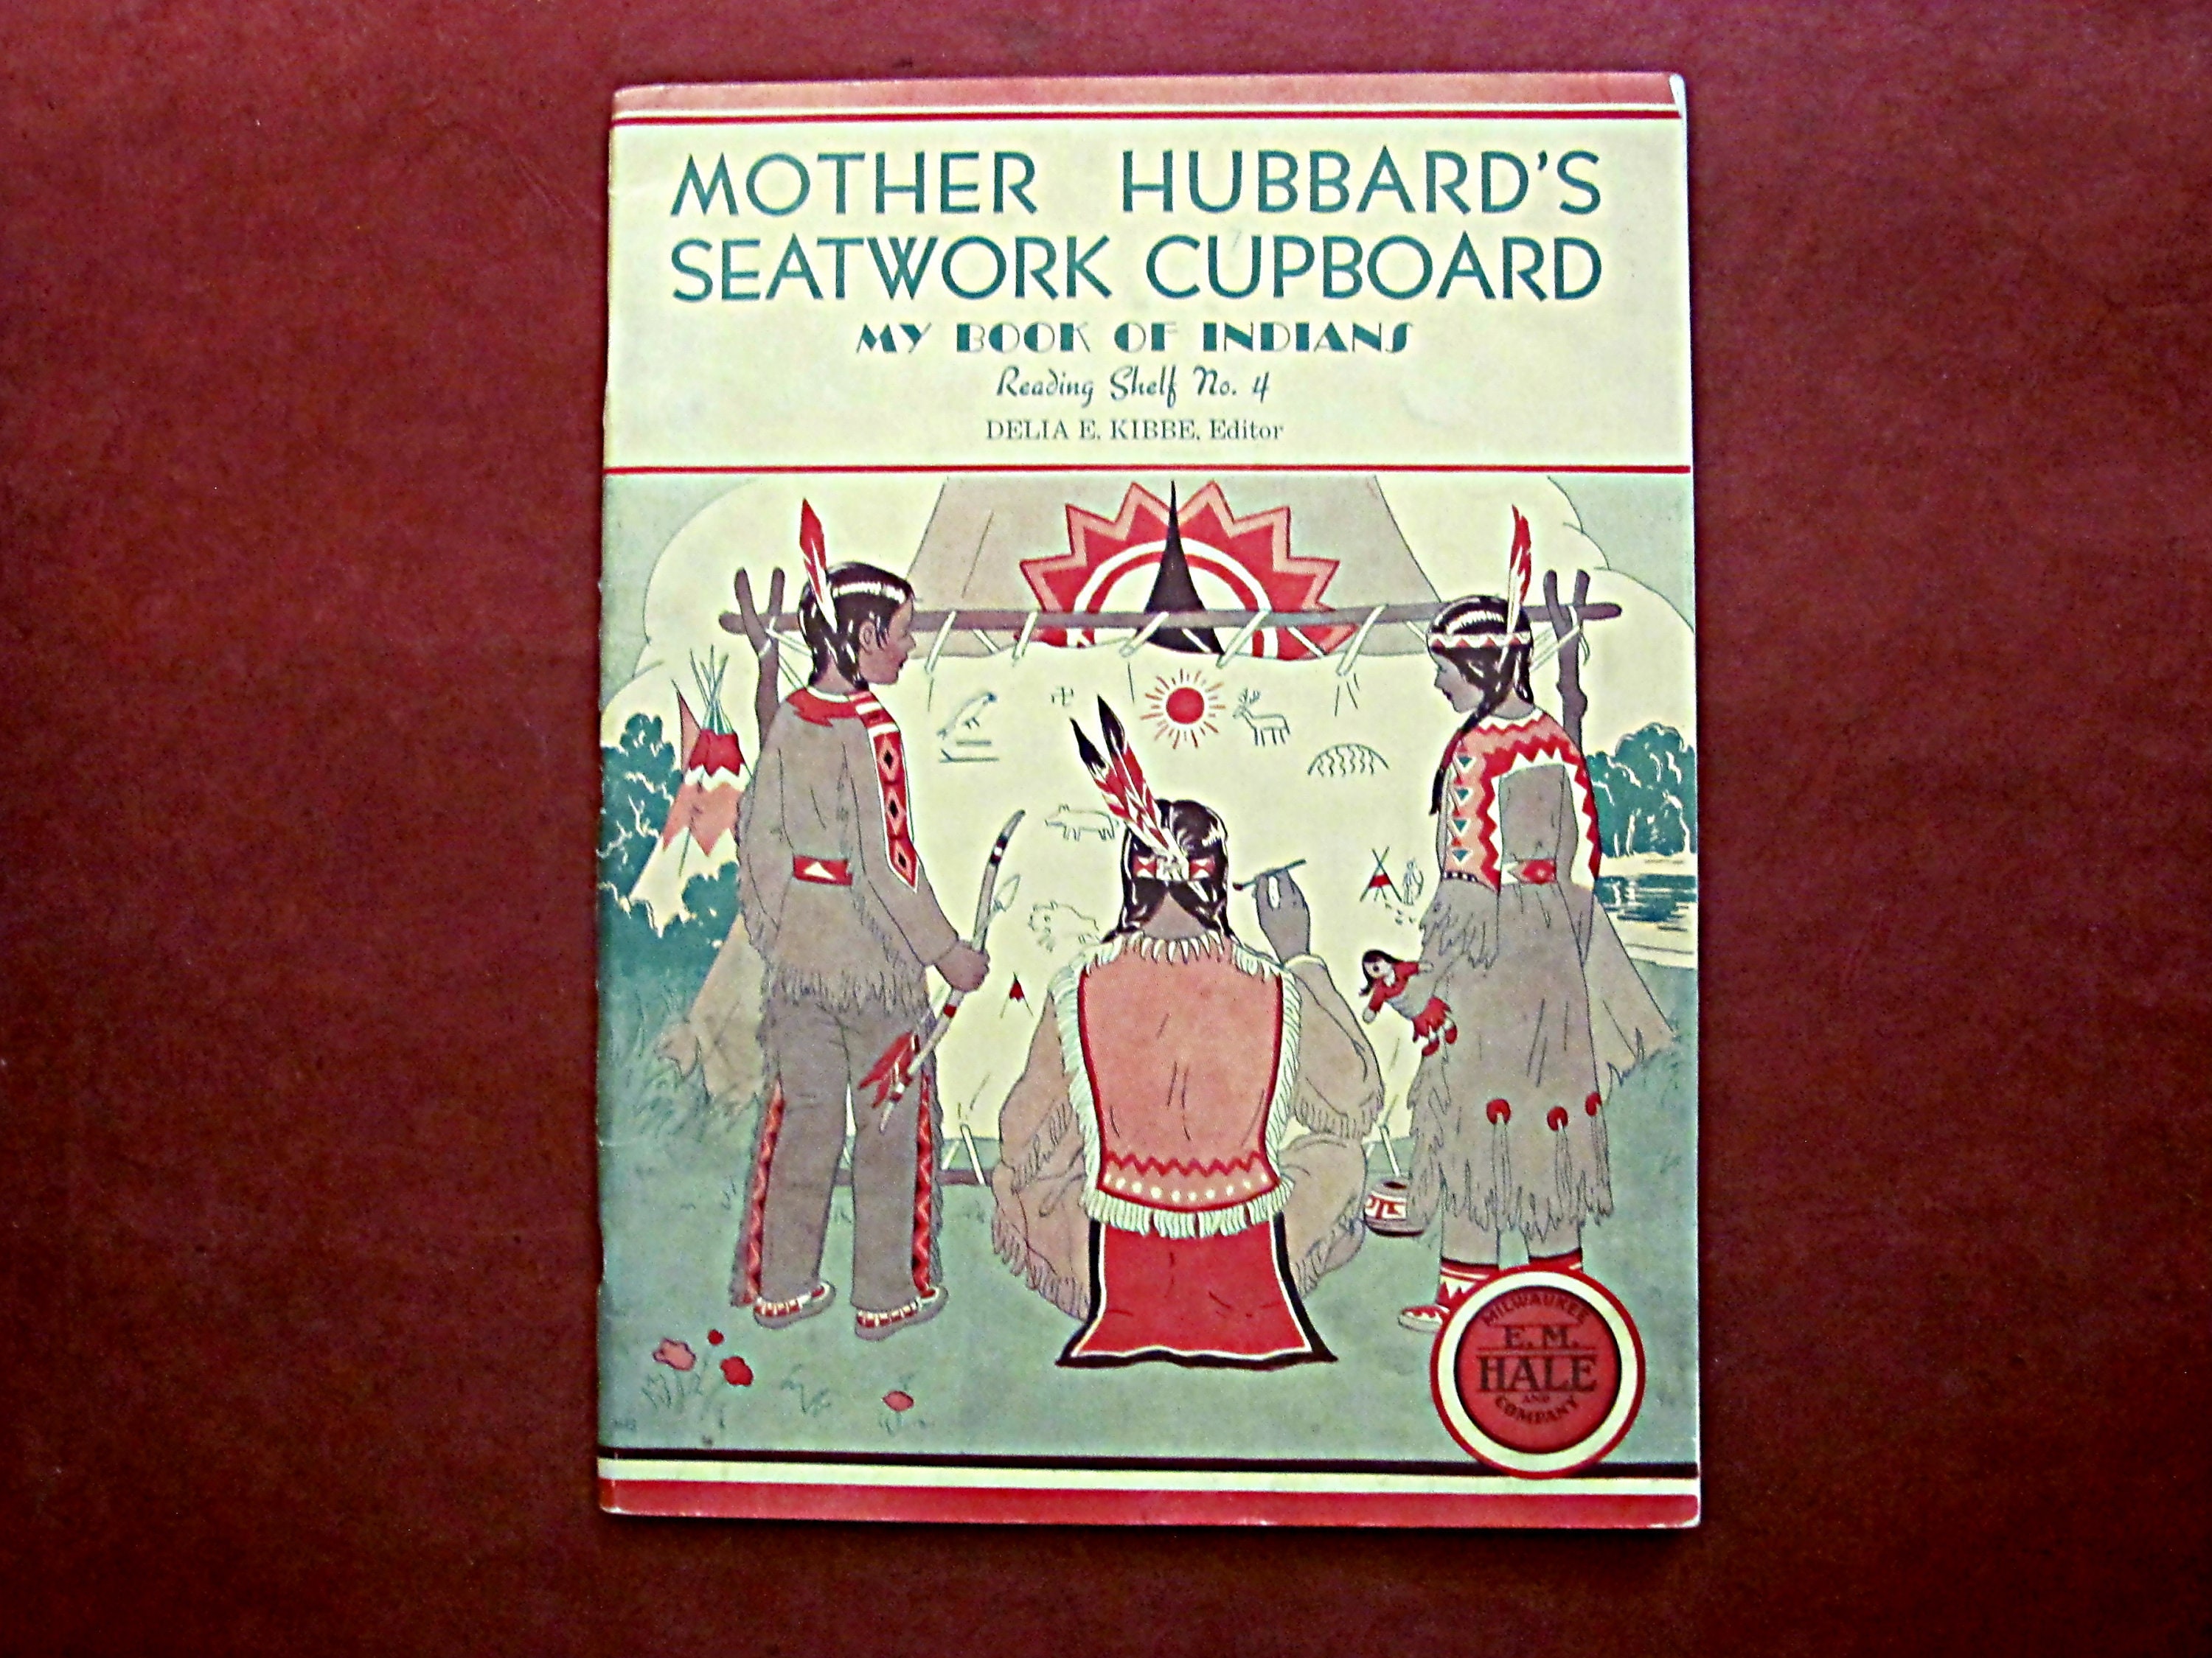 MOTHER HUBBARD'S
SEATWORK CUPBOARD
MY BOOK OF INDIANS
Reading Shelf No. 4
DELIA E. KIBBE, Editor
MILWAUKEE
E. M.
HALE
AND
COMPANY